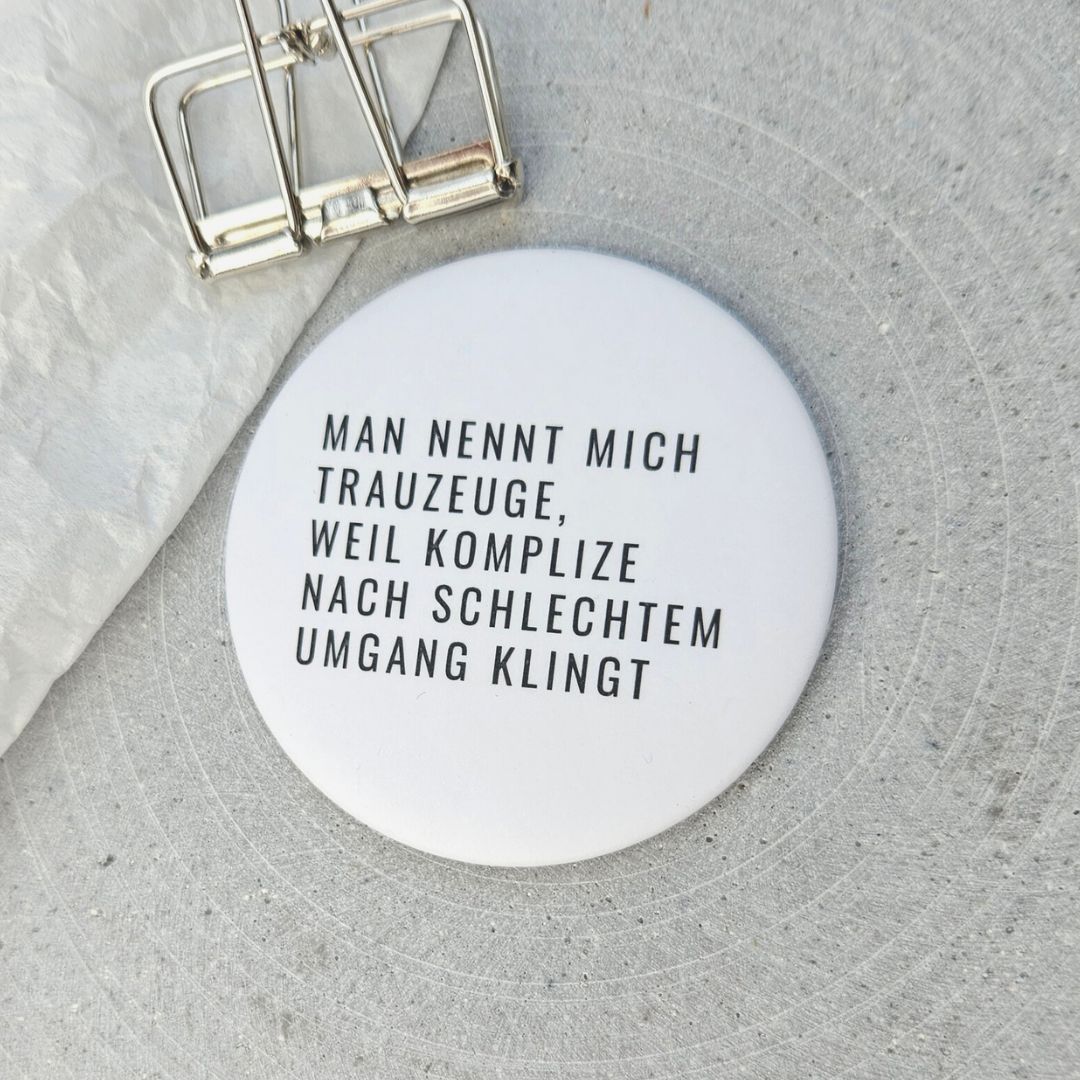 MAN NENNT MICH
TRAUZEUGE,
WEIL KOMPLIZE
NACH SCHLECHTEM
UMGANG KLINGT